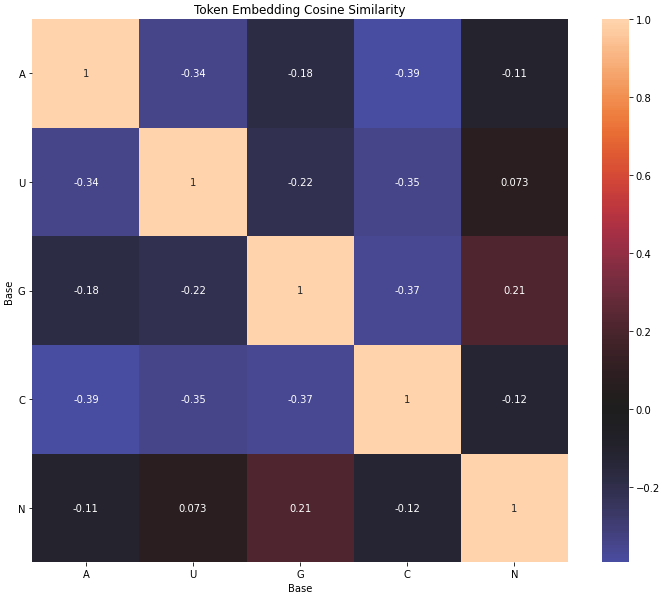 Token Embedding Cosine Similarity
A 1 -0.34 -0.18 -0.39 -0.11
U -0.34 1 -0.22 -0.35 0.073
G -0.18 -0.22 1 -0.37 0.21
C -0.39 -0.35 -0.37 1 -0.12
N -0.11 0.073 0.21 -0.12 1
A U G C N
Base
Base
1.0
0.8
0.6
0.4
0.2
0.0
−0.2